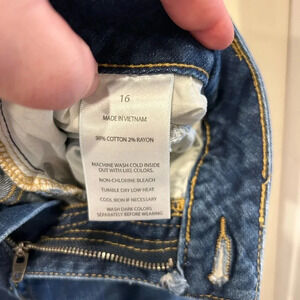 16
MADE IN VIETNAM
98% COTTON 2% RAYON
MACHINE WASH COLD INSIDE
OUT WITH LIKE COLORS.
NON-CHLORINE BLEACH
TUMBLE DRY LOW HEAT
COOL IRON IF NECESSARY
WASH DARK COLORS
SEPARATELY BEFORE WEARING